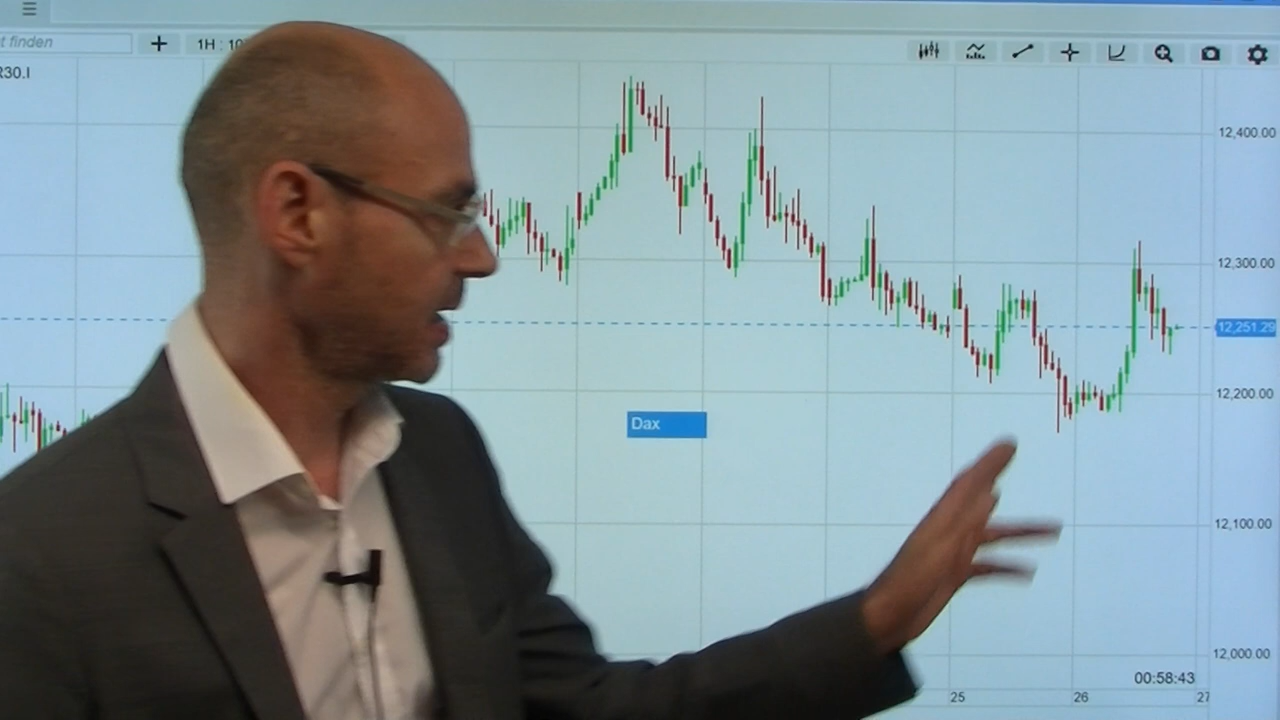 t finden
1H : 10
R30.I
12,400.00
12,300.00
12,251.29
12,200.00
Dax
12,100.00
12,000.00
00:58:43
25 26 27